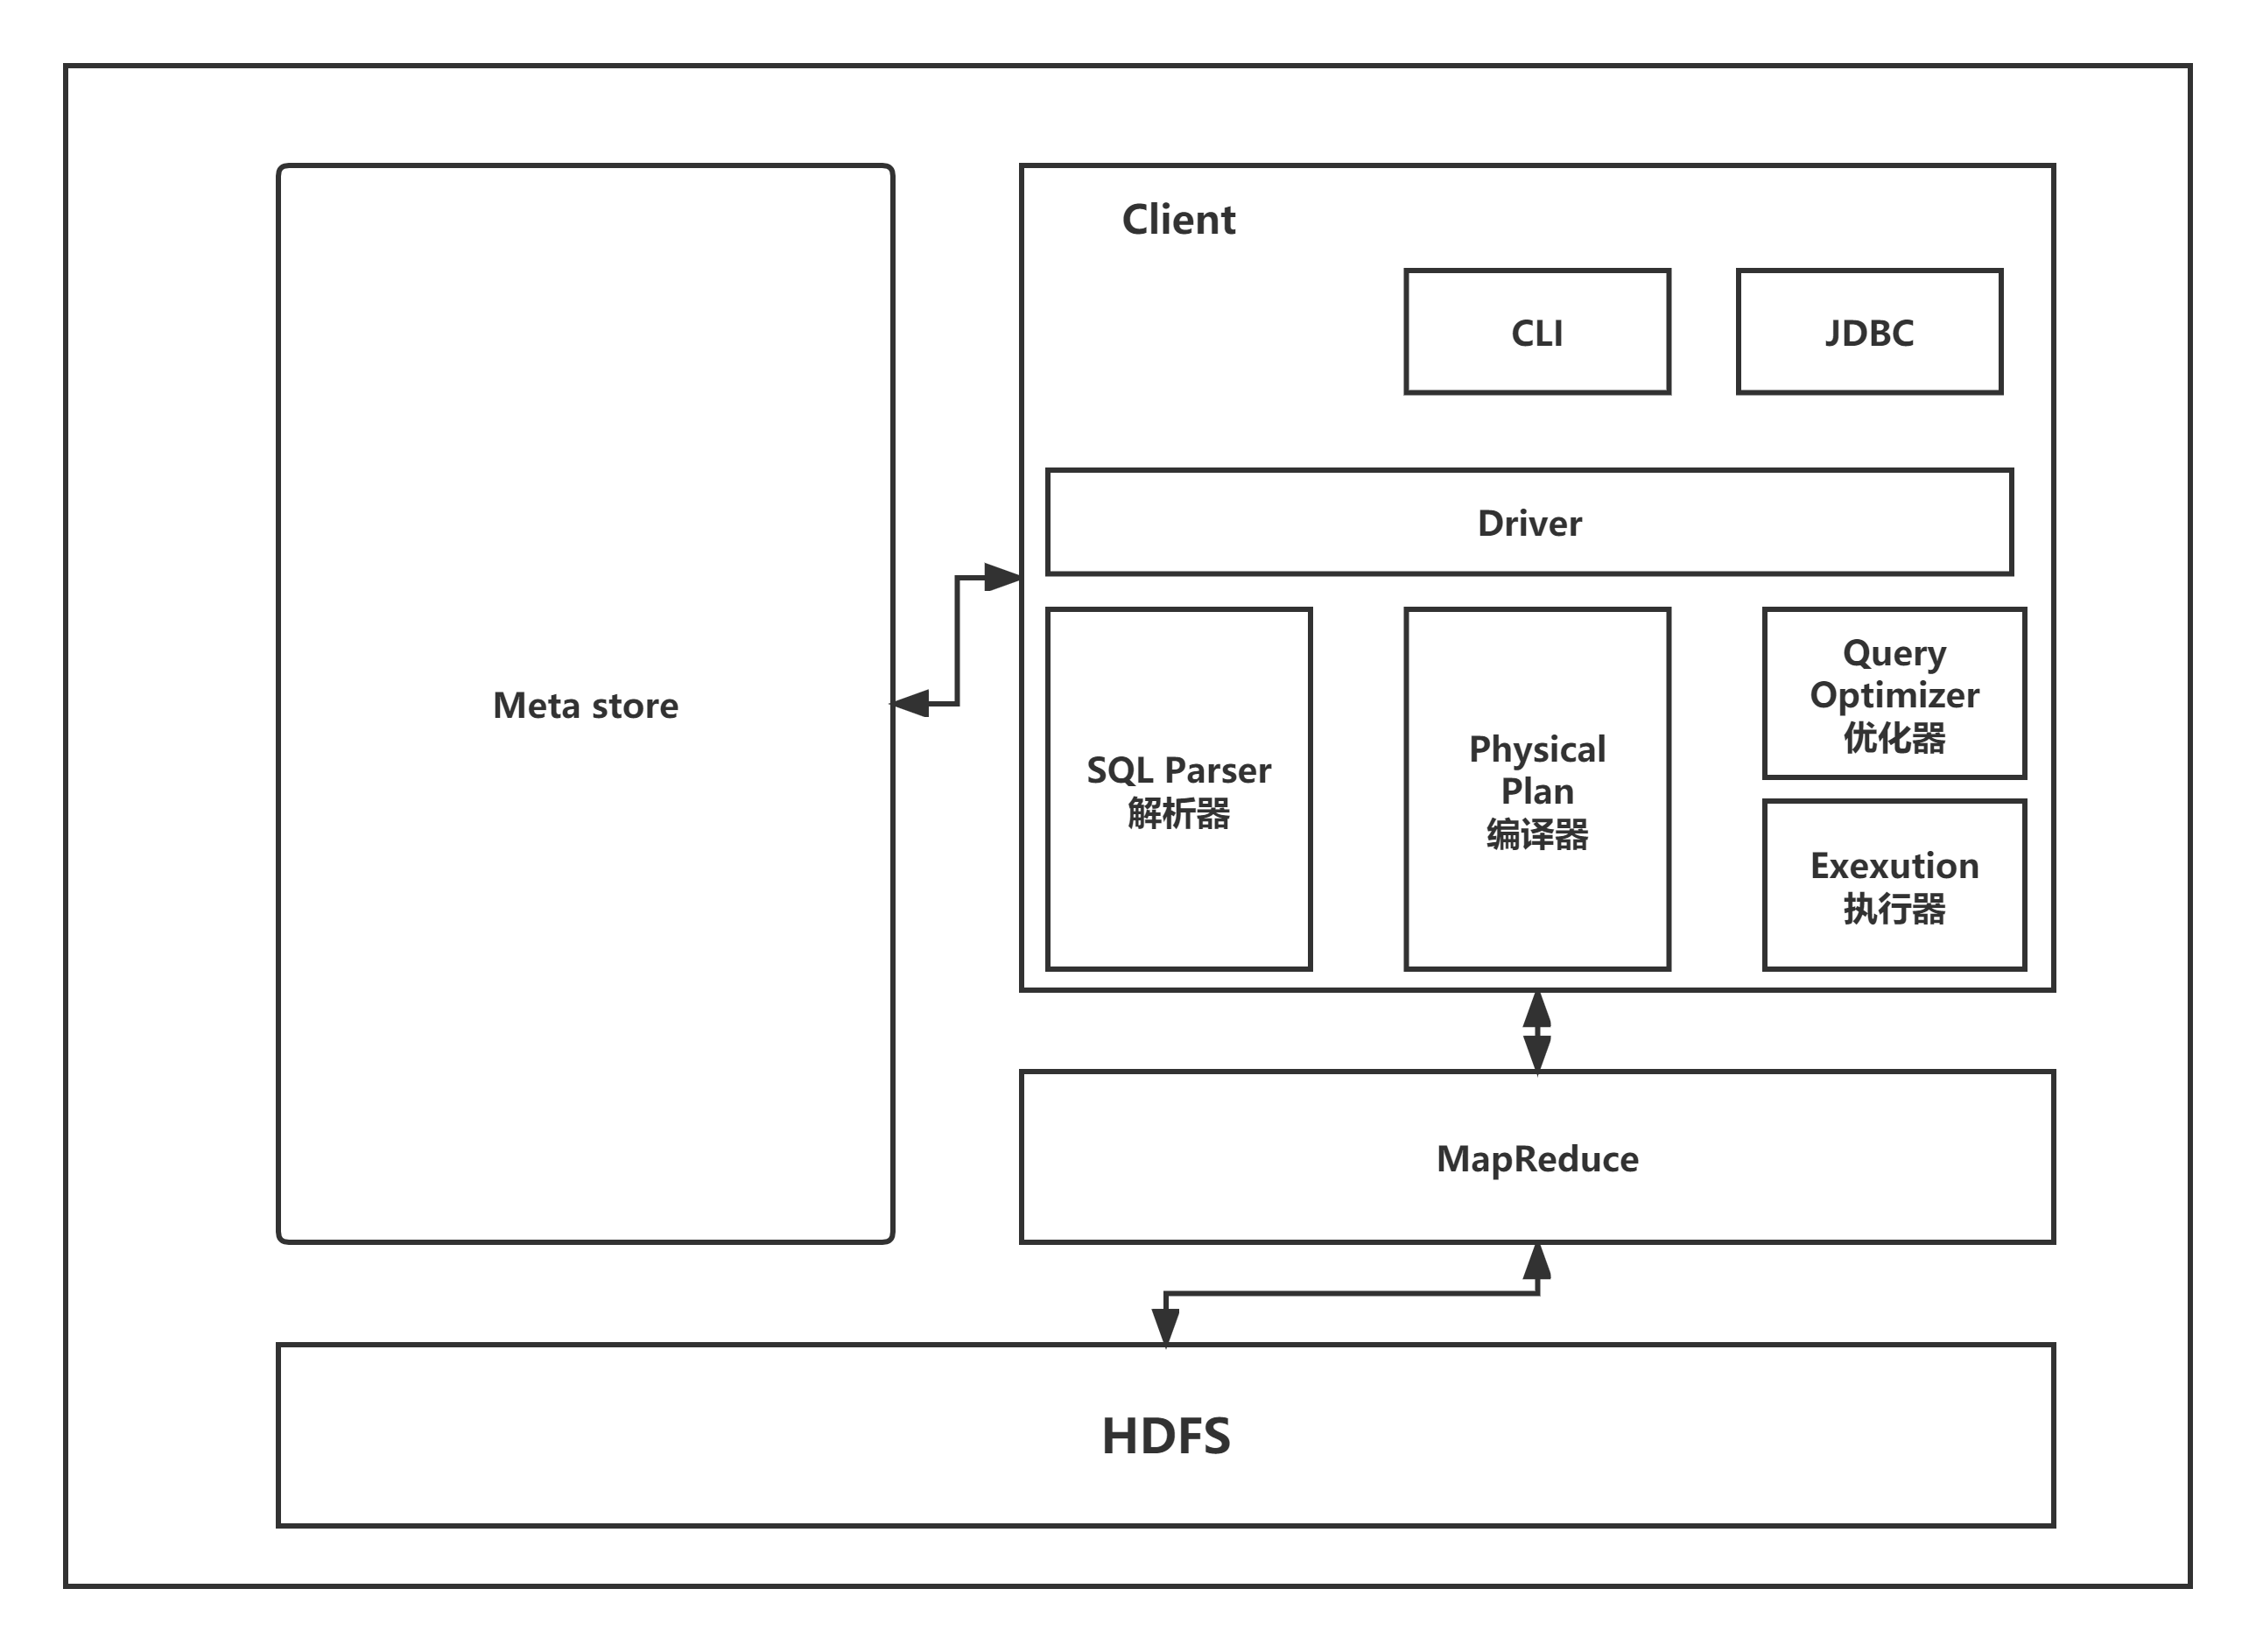 Client
CLI
JDBC
Driver
Meta store
SQL Parser
解析器
Physical
Plan
编译器
Query
Optimizer
优化器
Exexution
执行器
MapReduce
HDFS